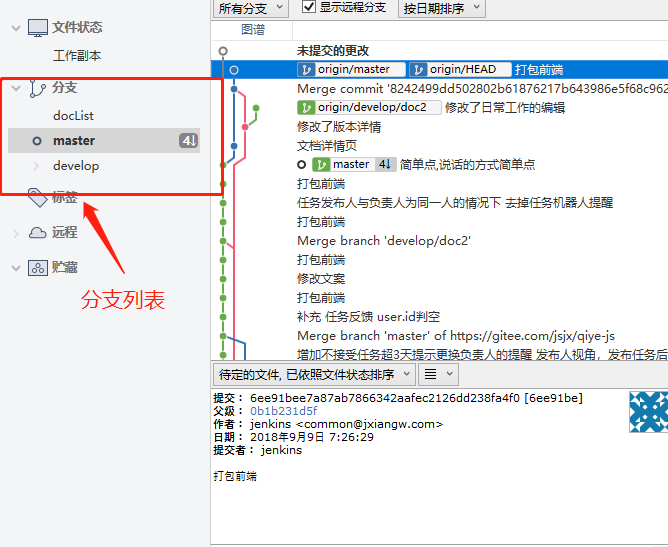 文件状态
工作副本
分支
docList
master 4↓
develop
标签
远程
贮藏
分支列表
所有分支 显示远程分支 按日期排序
图谱
未提交的更改
origin/master origin/HEAD 打包前端
Merge commit '8242499dd502802b61876217b643986e5f68c962
origin/develop/doc2 修改了日常工作的编辑
修改了版本详情
文档详情页
master 4↓ 简单点,说话的方式简单点
打包前端
任务发布人与负责人为同一人的情况下 去掉任务机器人提醒
打包前端
Merge branch 'develop/doc2'
打包前端
修改文案
打包前端
补充 任务反馈 user.id判空
Merge branch 'master' of https://gitee.com/jsjx/qiye-js
增加不接受任务超3天提示更换负责人的提醒 发布人视角，发布任务后
待定的文件, 已依照文件状态排序
提交： 6ee91bee7a87ab7866342aafec2126dd238fa4f0 [6ee91be]
父级： 0b1b231d5f
作者： jenkins <common@jxiangw.com>
日期： 2018年9月9日 7:26:29
提交者： jenkins
打包前端